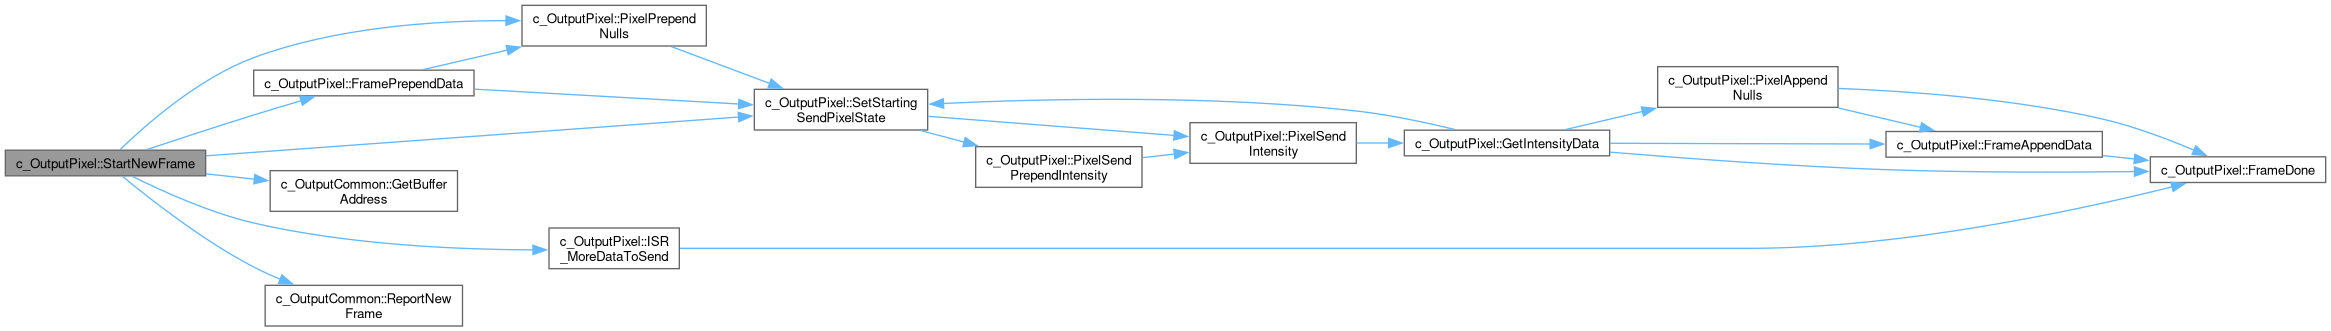 c_OutputPixel::StartNewFrame
c_OutputPixel::FramePrependData
c_OutputPixel::PixelPrepend
Nulls
c_OutputCommon::GetBuffer
Address
c_OutputPixel::ISR
_MoreDataToSend
c_OutputCommon::ReportNew
Frame
c_OutputPixel::SetStarting
SendPixelState
c_OutputPixel::PixelSend
PrependIntensity
c_OutputPixel::PixelSend
Intensity
c_OutputPixel::GetIntensityData
c_OutputPixel::PixelAppend
Nulls
c_OutputPixel::FrameAppendData
c_OutputPixel::FrameDone